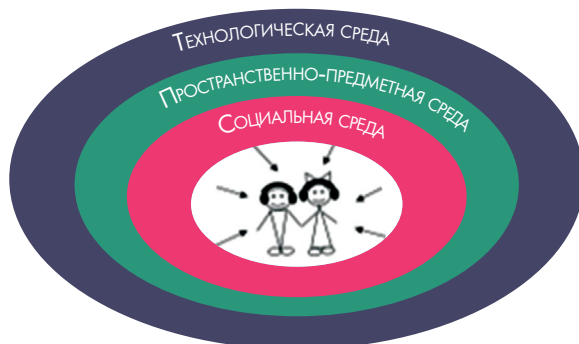 Технологическая среда
Пространственно-предметная среда
Социальная среда